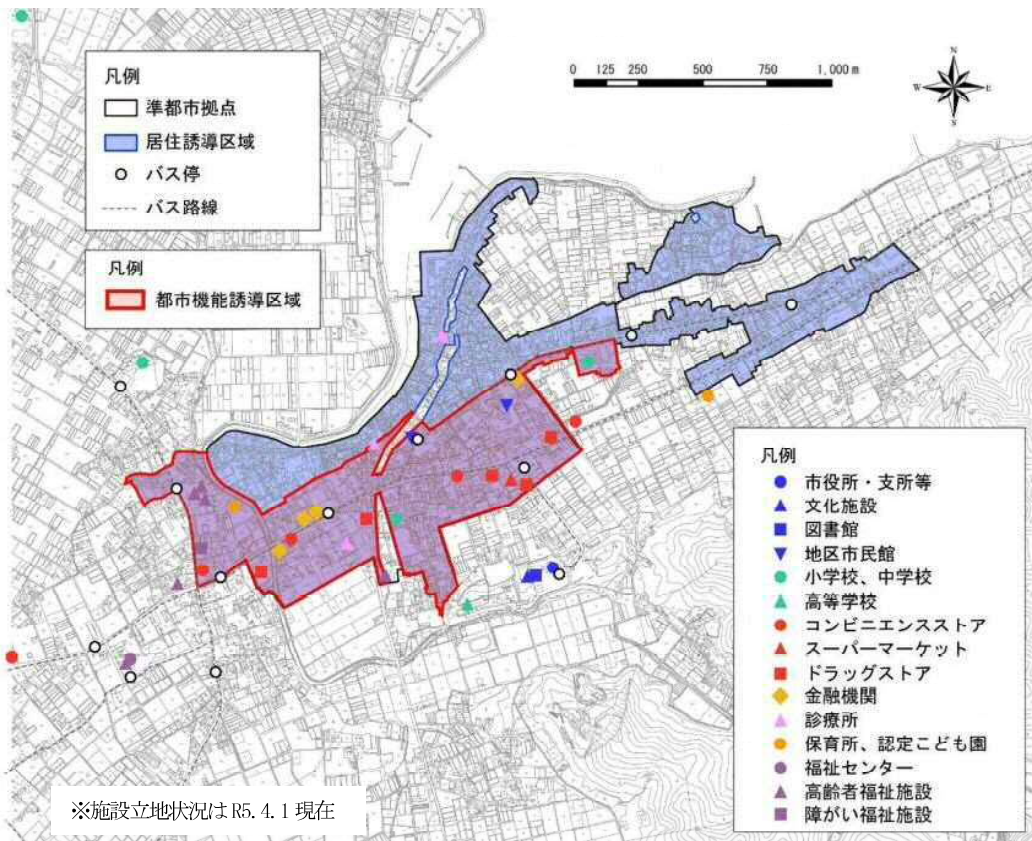 凡例
準都市拠点
居住誘導区域
バス停
バス路線
凡例
都市機能誘導区域
0 125 250 500 750 1,000 m
N
W E
S
凡例
市役所・支所等
文化施設
図書館
地区市民館
小学校、中学校
高等学校
コンビニエンスストア
スーパーマーケット
ドラッグストア
金融機関
診療所
保育所、認定こども園
福祉センター
高齢者福祉施設
障がい福祉施設
※施設立地状況はR5.4.1現在